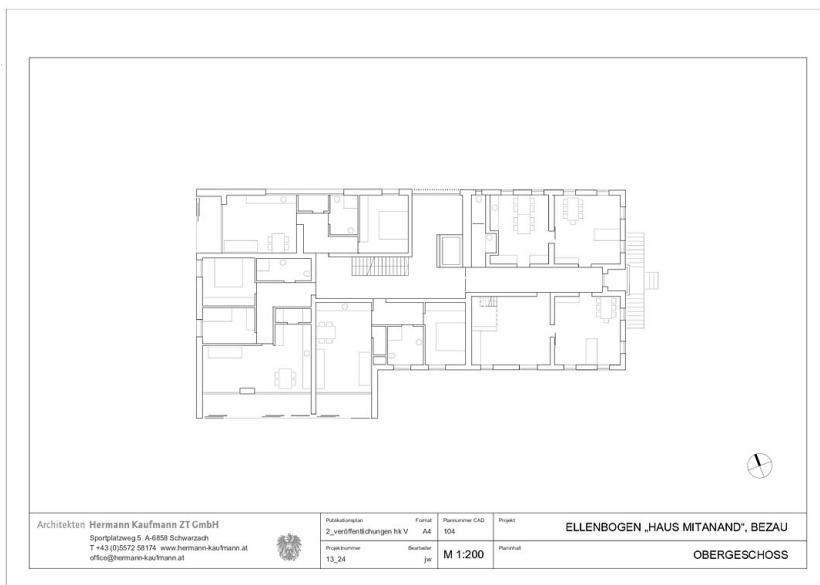 Architekten Hermann Kaufmann ZT GmbH
Sportplatzweg 5 A-6858 Schwarzach
T +43 (0)5572 58174 www.hermann-kaufmann.at
office@hermann-kaufmann.at
Publikationsplan Format
2_veröffentlichungen hk V A4
Projektnummer Bearbeiter
13_24 jw
Plannummer CAD
104
M 1:200
Projekt
ELLENBOGEN „HAUS MITANAND“, BEZAU
Planinhalt
OBERGESCHOSS